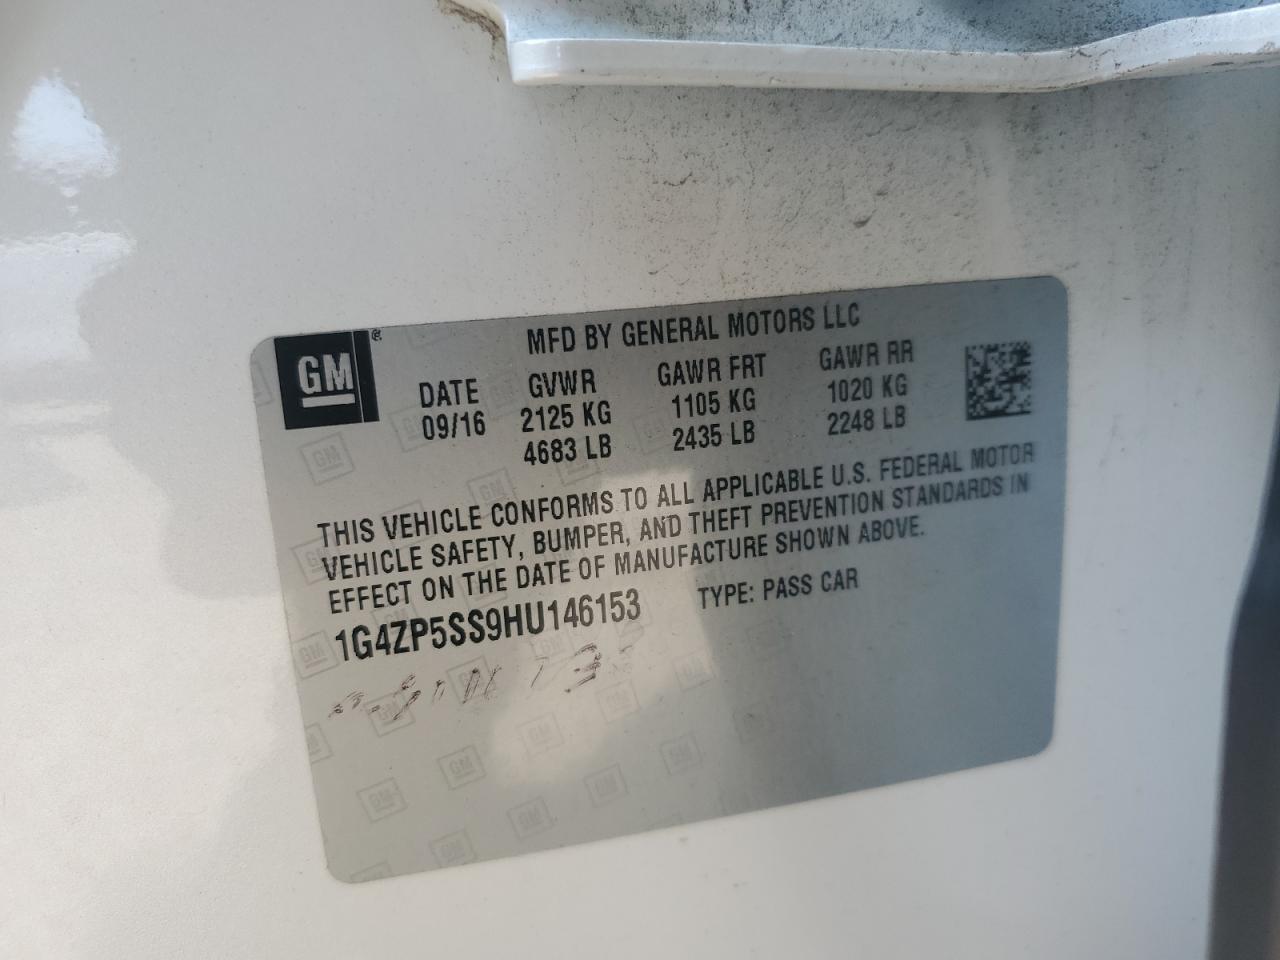 GM®
MFD BY GENERAL MOTORS LLC
DATE GVWR GAWR FRT GAWR RR
09/16 2125 KG 1105 KG 1020 KG
4683 LB 2435 LB 2248 LB
THIS VEHICLE CONFORMS TO ALL APPLICABLE U.S. FEDERAL MOTOR
VEHICLE SAFETY, BUMPER, AND THEFT PREVENTION STANDARDS IN
EFFECT ON THE DATE OF MANUFACTURE SHOWN ABOVE.
1G4ZP5SS9HU146153 TYPE: PASS CAR